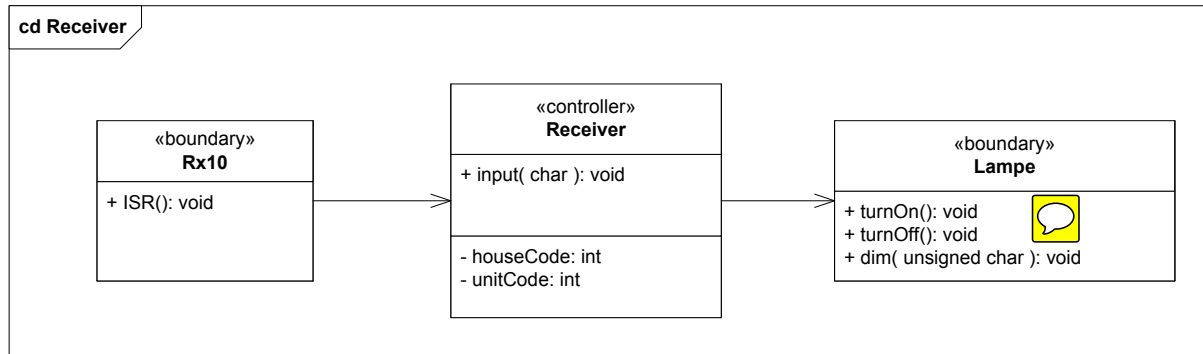 cd Receiver
«boundary»
Rx10
+ ISR(): void
«controller»
Receiver
+ input( char ): void
- houseCode: int
- unitCode: int
«boundary»
Lampe
+ turnOn(): void
+ turnOff(): void
+ dim( unsigned char ): void